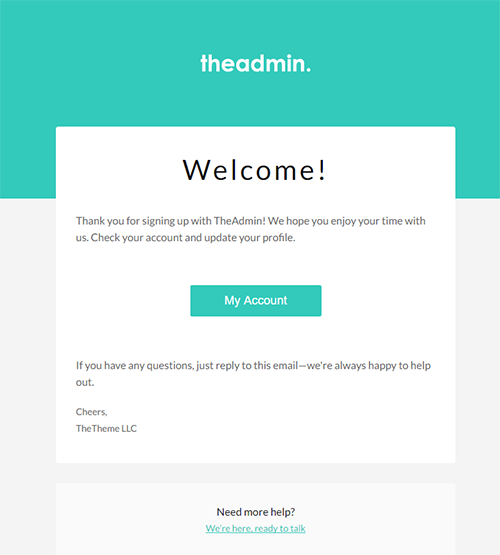 theadmin.
Welcome!
Thank you for signing up with TheAdmin! We hope you enjoy your time with
us. Check your account and update your profile.
My Account
If you have any questions, just reply to this email—we're always happy to help
out.
Cheers,
TheTheme LLC
Need more help?
We're here, ready to talk